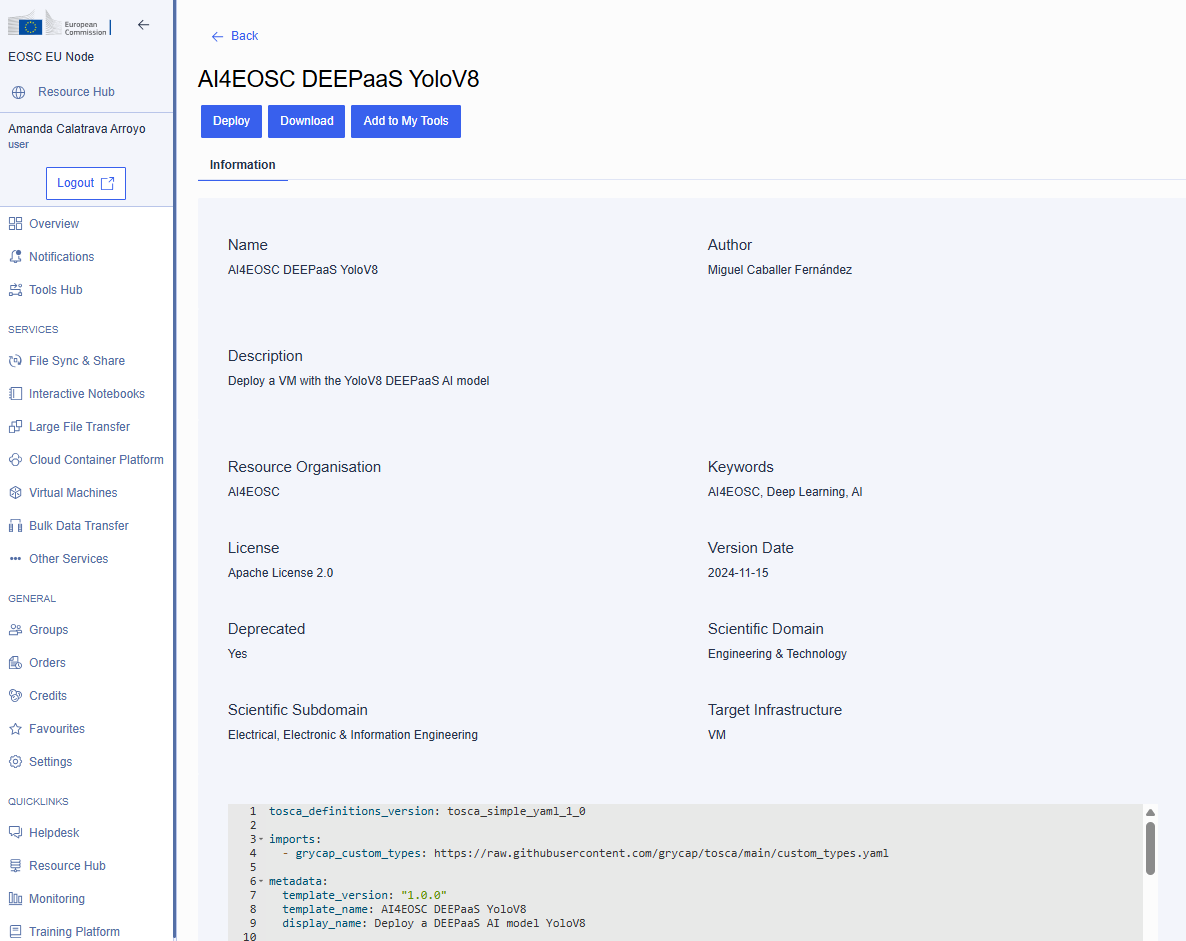 European
Commission
EOSC EU Node
Resource Hub
Amanda Calatrava Arroyo
user
Logout
Overview
Notifications
Tools Hub
SERVICES
File Sync & Share
Interactive Notebooks
Large File Transfer
Cloud Container Platform
Virtual Machines
Bulk Data Transfer
Other Services
GENERAL
Groups
Orders
Credits
Favourites
Settings
QUICKLINKS
Helpdesk
Resource Hub
Monitoring
Training Platform
Back
AI4EOSC DEEPaaS YoloV8
Deploy Download Add to My Tools
Information
Name
AI4EOSC DEEPaaS YoloV8
Author
Miguel Caballer Fernández
Description
Deploy a VM with the YoloV8 DEEPaaS AI model
Resource Organisation
AI4EOSC
Keywords
AI4EOSC, Deep Learning, AI
License
Apache License 2.0
Version Date
2024-11-15
Deprecated
Yes
Scientific Domain
Engineering & Technology
Scientific Subdomain
Electrical, Electronic & Information Engineering
Target Infrastructure
VM
1 tosca_definitions_version: tosca_simple_yaml_1_0
2
3 imports:
4 - grycap_custom_types: https://raw.githubusercontent.com/grycap/tosca/main/custom_types.yaml
5
6 metadata:
7 template_version: "1.0.0"
8 template_name: AI4EOSC DEEPaaS YoloV8
9 display_name: Deploy a DEEPaaS AI model YoloV8
10